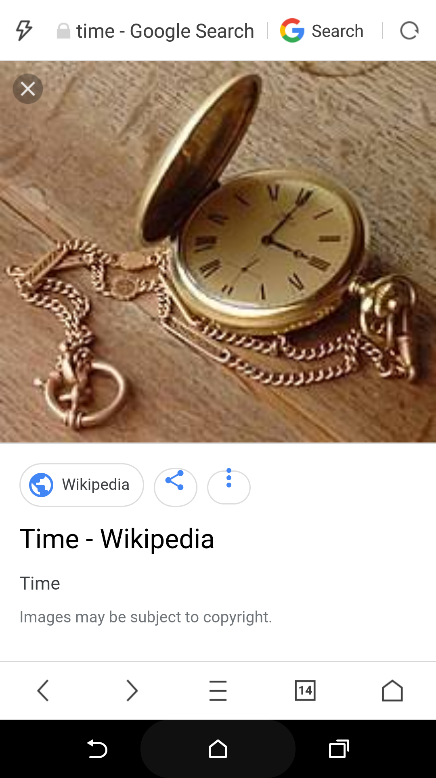 time - Google Search
Search
Wikipedia
Time - Wikipedia
Time
Images may be subject to copyright.
14